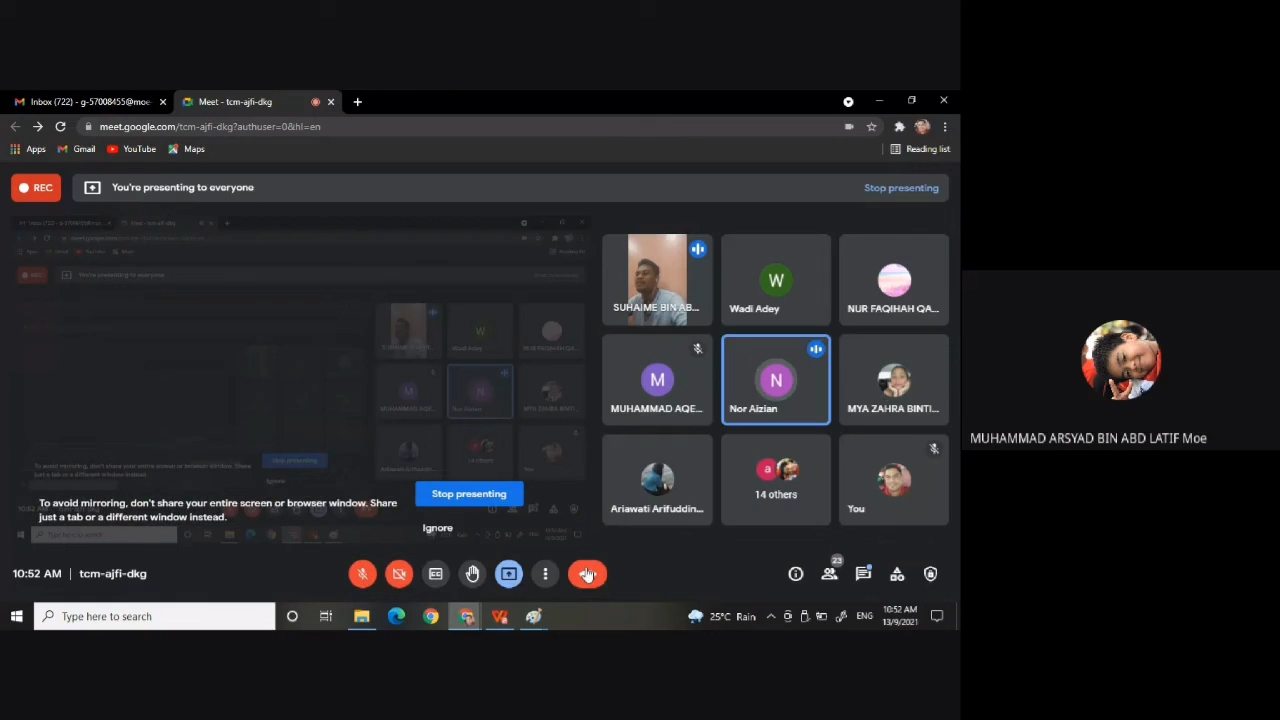 Inbox (722) - g-57008455@moe
Meet - tcm-ajfi-dkg
meet.google.com/tcm-ajfi-dkg?authuser=0&hl=en
Apps
Gmail
YouTube
Maps
Reading list
REC
You're presenting to everyone
Stop presenting
SUHAIME BIN AB...
Wadi Adey
NUR FAQIHAH QA...
M
MUHAMMAD AQE...
N
Nor Aizian
MYA ZAHRA BINTI...
Ariawati Arifuddin...
a
14 others
You
W
MUHAMMAD ARSYAD BIN ABD LATIF Moe
To avoid mirroring, don't share your entire screen or browser window. Share
just a tab or a different window instead.
Stop presenting
Ignore
10:52 AM | tcm-ajfi-dkg
23
Type here to search
25°C Rain
ENG
10:52 AM
13/9/2021